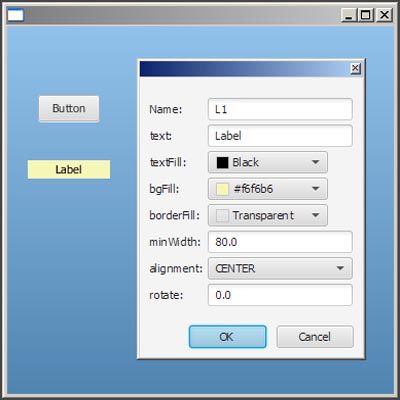 Button
Label
Name: L1
text: Label
textFill: Black
bgFill: #f6f6b6
borderFill: Transparent
minWidth: 80.0
alignment: CENTER
rotate: 0.0
OK Cancel